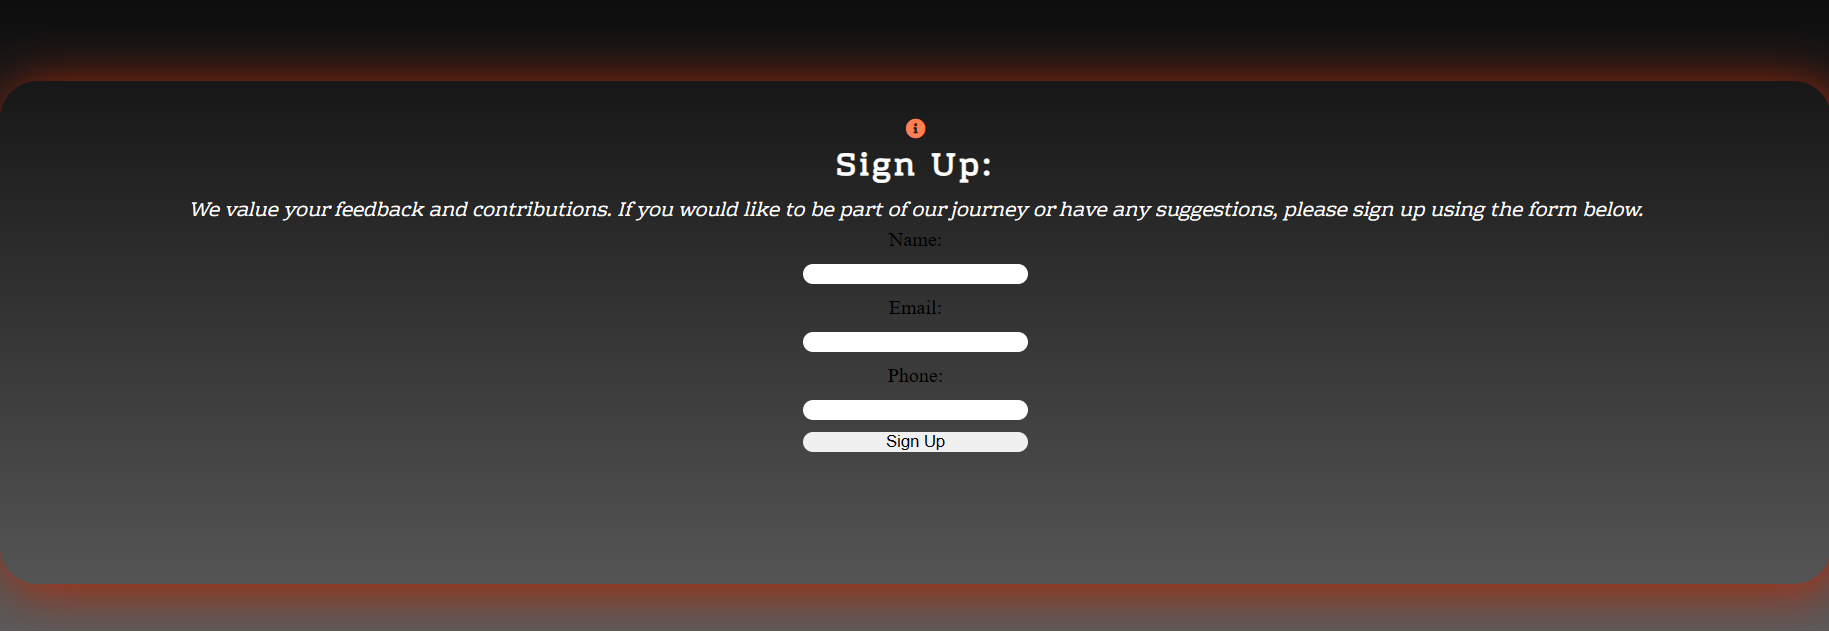 Sign Up:
We value your feedback and contributions. If you would like to be part of our journey or have any suggestions, please sign up using the form below.
Name:
Email:
Phone:
Sign Up